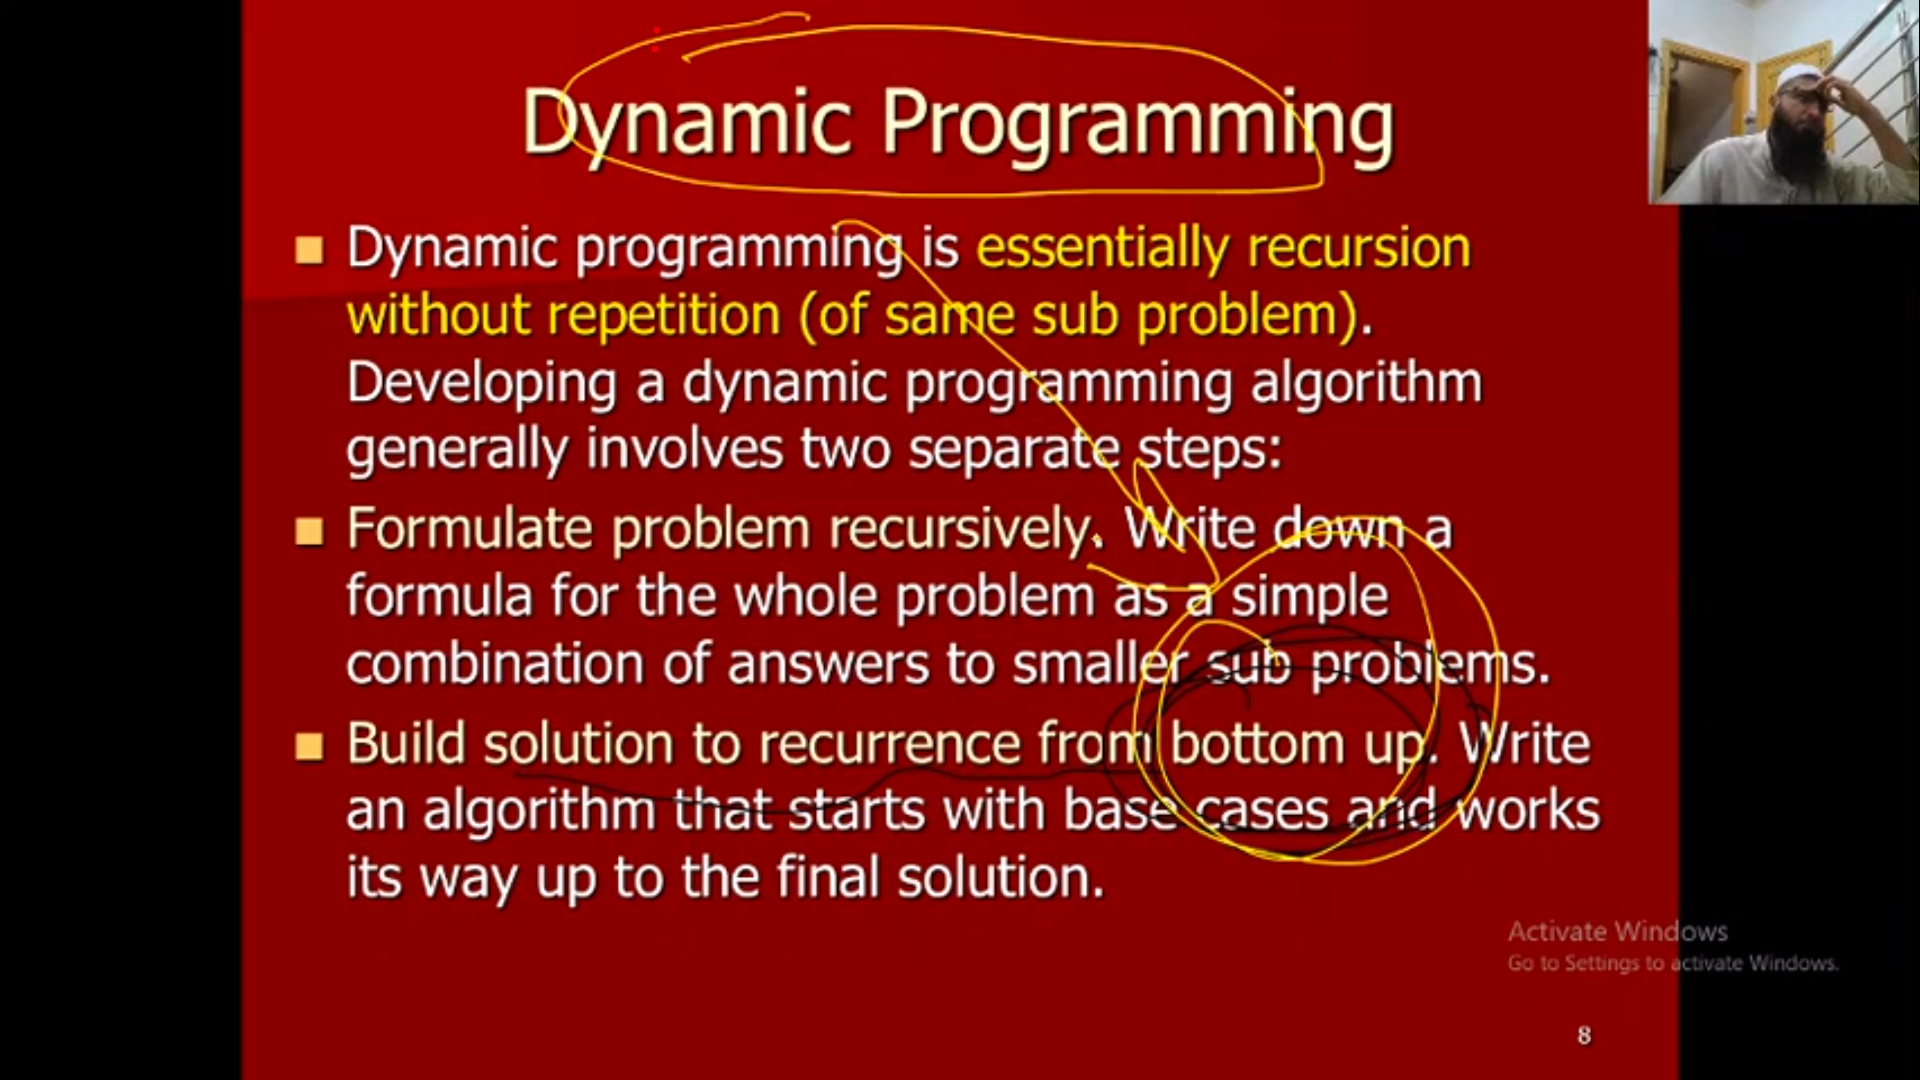 Dynamic Programming
Dynamic programming is essentially recursion
without repetition (of same sub problem).
Developing a dynamic programming algorithm
generally involves two separate steps:
Formulate problem recursively. Write down a
formula for the whole problem as a simple
combination of answers to smaller sub problems.
Build solution to recurrence from bottom up. Write
an algorithm that starts with base cases and works
its way up to the final solution.
Activate Windows
Go to Settings to activate Windows.
8